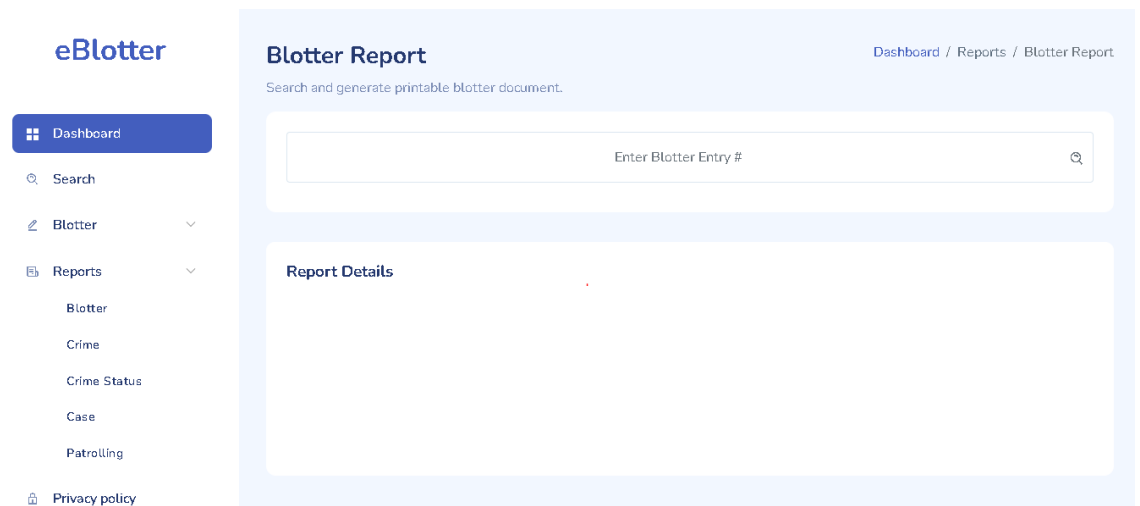 eBlotter
Dashboard
Search
Blotter
Reports
Blotter
Crime
Crime Status
Case
Patrolling
Privacy policy
Blotter Report
Dashboard / Reports / Blotter Report
Search and generate printable blotter document.
Enter Blotter Entry #
Report Details